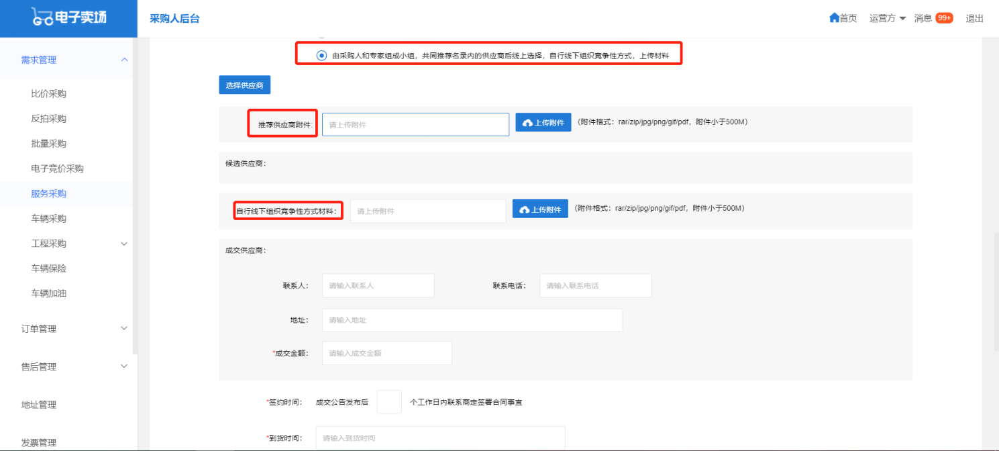 电子卖场
采购人后台
首页 运营方 消息 99+ 退出
需求管理
比价采购
反拍采购
批量采购
电子竞价采购
服务采购
车辆采购
工程采购
车辆保险
车辆加油
订单管理
售后管理
地址管理
发票管理
由采购人和专家组成小组，共同推荐名录内的供应商后线上选择，自行线下组织竞争性方式，上传材料
选择供应商
推荐供应商附件: 请上传附件 上传附件 (附件格式：rar/zip/jpg/png/gif/pdf，附件小于500M)
候选供应商：
自行线下组织竞争性方式材料： 请上传附件 上传附件 (附件格式：rar/zip/jpg/png/gif/pdf，附件小于500M)
成交供应商：
联系人： 请输入联系人 联系电话： 请输入联系电话
地址： 请输入地址
*成交金额： 请输入成交金额
*签约时间： 成交公告发布后 个工作日内联系商定签署合同事宜
*到货时间： 请输入到货时间